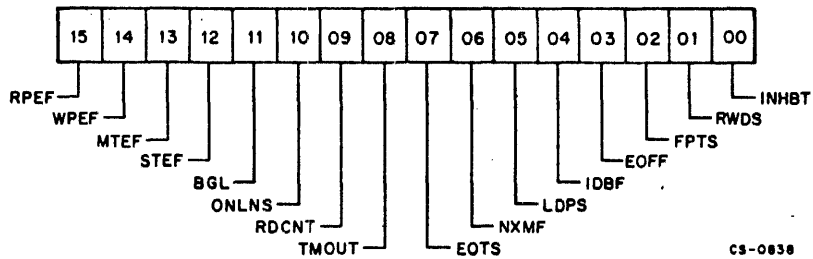 15 14 13 12 11 10 09 08 07 06 05 04 03 02 01 00
RPEF INHBT
WPEF RWDS
MTEF FPTS
STEF EOFF
BGL IDBF
ONLNS LDPS
RDCNT NXMF
TMOUT EOTS
CS-0838